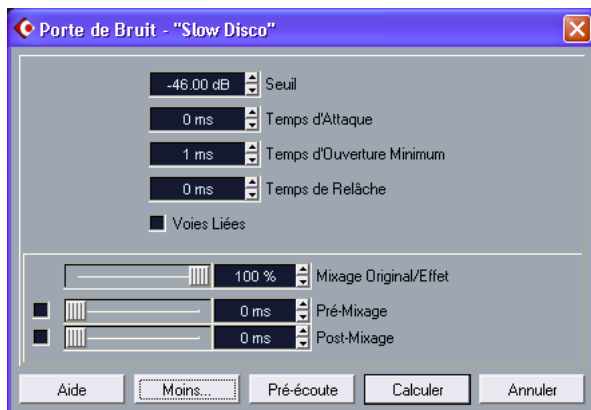 Porte de Bruit - "Slow Disco"
-46.00 dB Seuil
0 ms Temps d'Attaque
1 ms Temps d'Ouverture Minimum
0 ms Temps de Relâche
Voies Liées
100 % Mixage Original/Effet
0 ms Pré-Mixage
0 ms Post-Mixage
Aide Moins... Pré-écoute Calculer Annuler